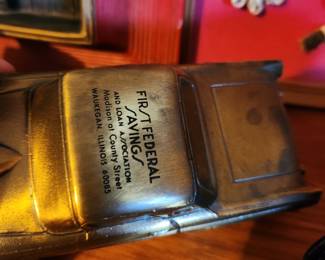 FIRST FEDERAL
SAVINGS
AND LOAN ASSOCIATION
Madison at County Street
WAUKEGAN, ILLINOIS 60085